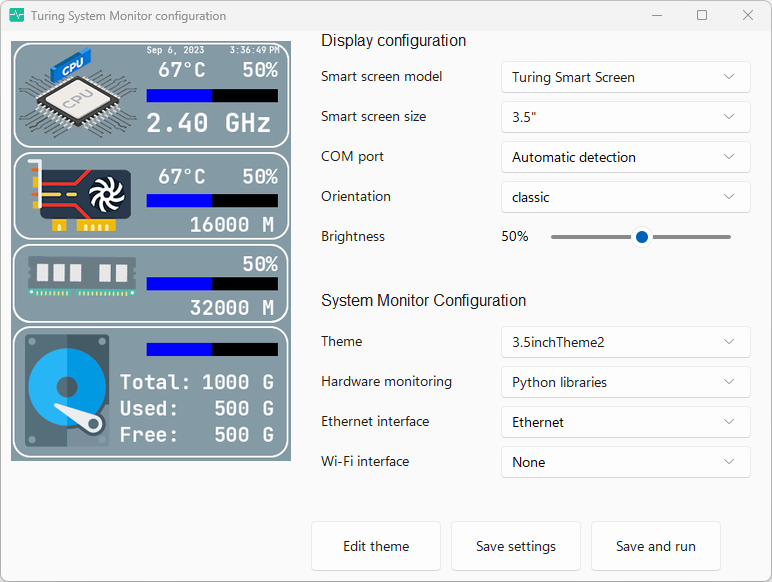 Turing System Monitor configuration
Sep 6, 2023 3:36:49 PM
CPU
CPU
67°C 50%
2.40 GHz
67°C 50%
16000 M
50%
32000 M
Total: 1000 G
Used: 500 G
Free: 500 G
Display configuration
Smart screen model Turing Smart Screen
Smart screen size 3.5"
COM port Automatic detection
Orientation classic
Brightness 50%
System Monitor Configuration
Theme 3.5inchTheme2
Hardware monitoring Python libraries
Ethernet interface Ethernet
Wi-Fi interface None
Edit theme Save settings Save and run